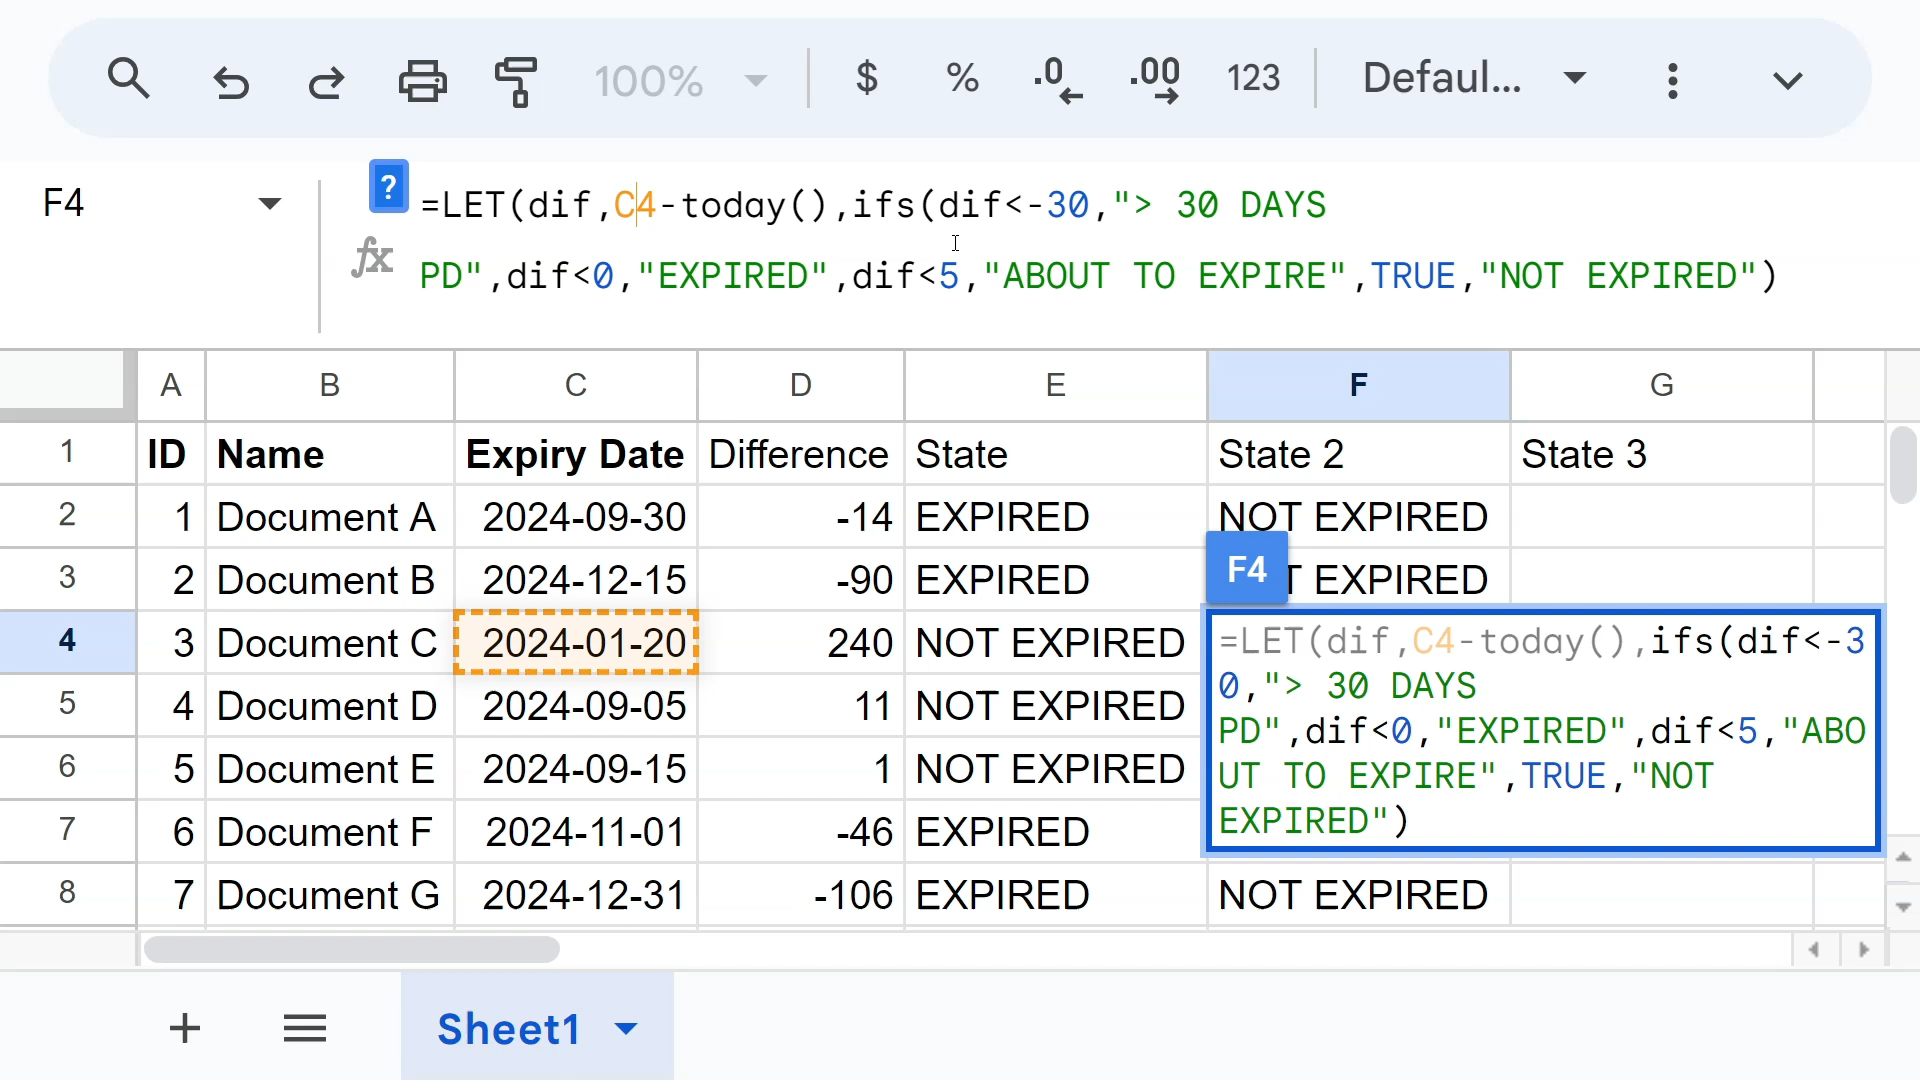 100% $ % .0 .00 123 Defaul...
F4 ? =LET(dif,C4-today(),ifs(dif<-30,"> 30 DAYS
fx PD",dif<0,"EXPIRED",dif<5,"ABOUT TO EXPIRE",TRUE,"NOT EXPIRED")
A B C D E F G
1 ID Name Expiry Date Difference State State 2 State 3
2 1 Document A 2024-09-30 -14 EXPIRED NOT EXPIRED
3 2 Document B 2024-12-15 -90 EXPIRED F4 T EXPIRED
4 3 Document C 2024-01-20 240 NOT EXPIRED =LET(dif,C4-today(),ifs(dif<-3
0,"> 30 DAYS
5 4 Document D 2024-09-05 11 NOT EXPIRED PD",dif<0,"EXPIRED",dif<5,"ABO
6 5 Document E 2024-09-15 1 NOT EXPIRED UT TO EXPIRE",TRUE,"NOT
7 6 Document F 2024-11-01 -46 EXPIRED EXPIRED")
8 7 Document G 2024-12-31 -106 EXPIRED NOT EXPIRED
Sheet1